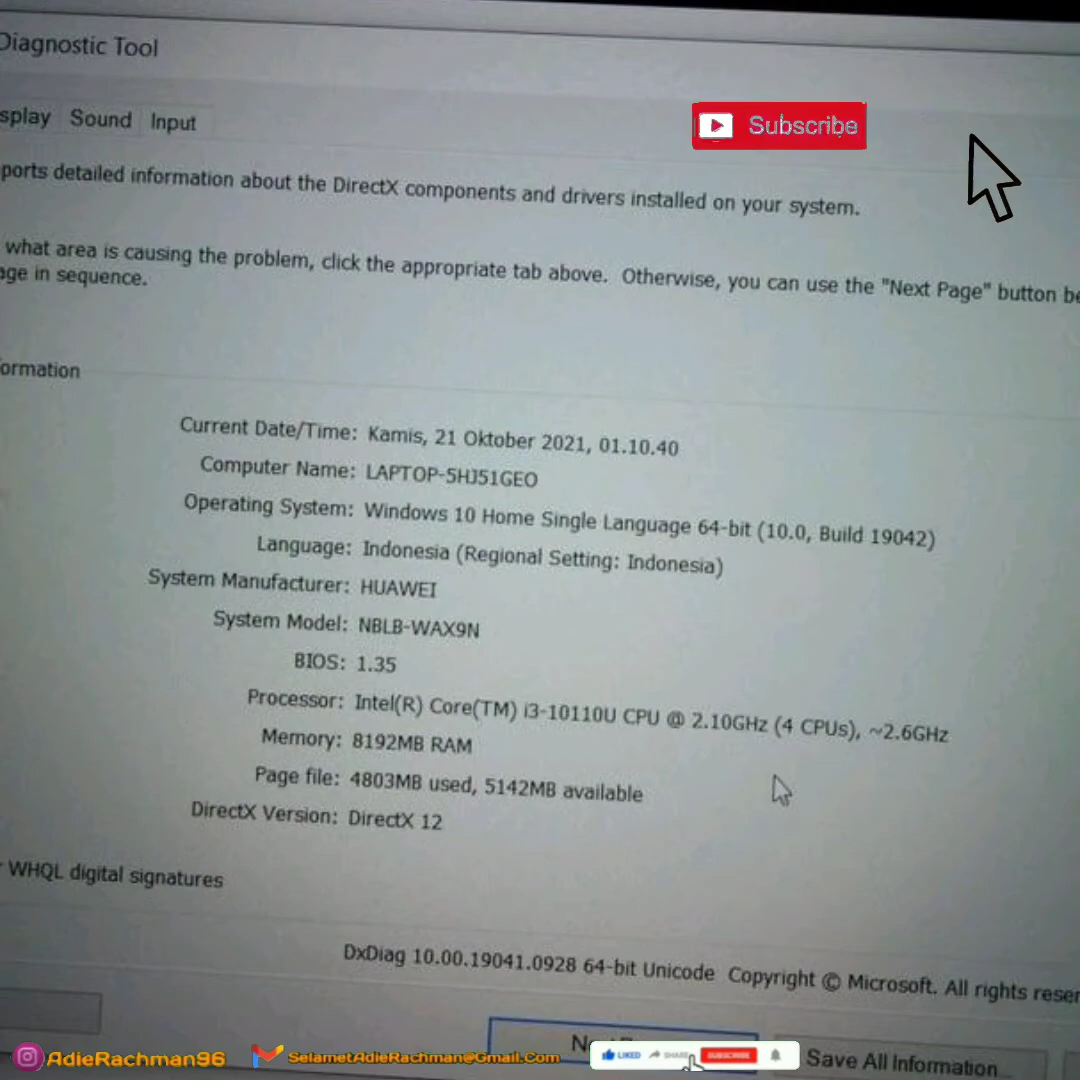 Diagnostic Tool
splay Sound Input
Subscribe
ports detailed information about the DirectX components and drivers installed on your system.
what area is causing the problem, click the appropriate tab above. Otherwise, you can use the "Next Page" button be
age in sequence.
ormation
Current Date/Time: Kamis, 21 Oktober 2021, 01.10.40
Computer Name: LAPTOP-5HJ51GEO
Operating System: Windows 10 Home Single Language 64-bit (10.0, Build 19042)
Language: Indonesia (Regional Setting: Indonesia)
System Manufacturer: HUAWEI
System Model: NBLB-WAX9N
BIOS: 1.35
Processor: Intel(R) Core(TM) i3-10110U CPU @ 2.10GHz (4 CPUs), ~2.6GHz
Memory: 8192MB RAM
Page file: 4803MB used, 5142MB available
DirectX Version: DirectX 12
WHQL digital signatures
DxDiag 10.00.19041.0928 64-bit Unicode Copyright © Microsoft. All rights reser
AdieRachman96 SelametAdieRachman@Gmail.Com LIKED SHARE SUBSCRIBE Save All Information...